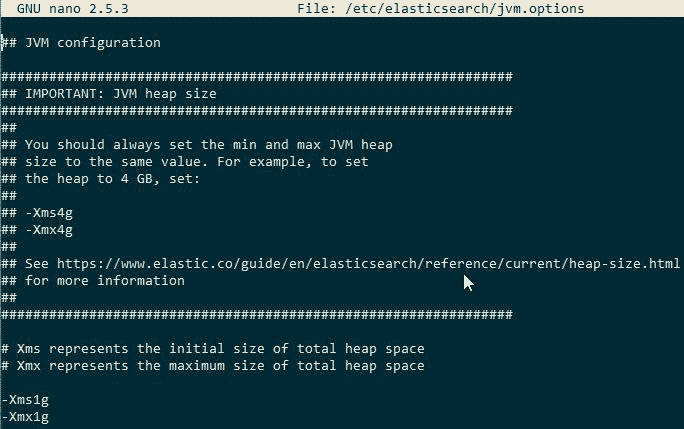 GNU nano 2.5.3 File: /etc/elasticsearch/jvm.options
## JVM configuration
################################################################
## IMPORTANT: JVM heap size
################################################################
##
## You should always set the min and max JVM heap
## size to the same value. For example, to set
## the heap to 4 GB, set:
##
## -Xms4g
## -Xmx4g
##
## See https://www.elastic.co/guide/en/elasticsearch/reference/current/heap-size.html
## for more information
##
################################################################
# Xms represents the initial size of total heap space
# Xmx represents the maximum size of total heap space
-Xms1g
-Xmx1g